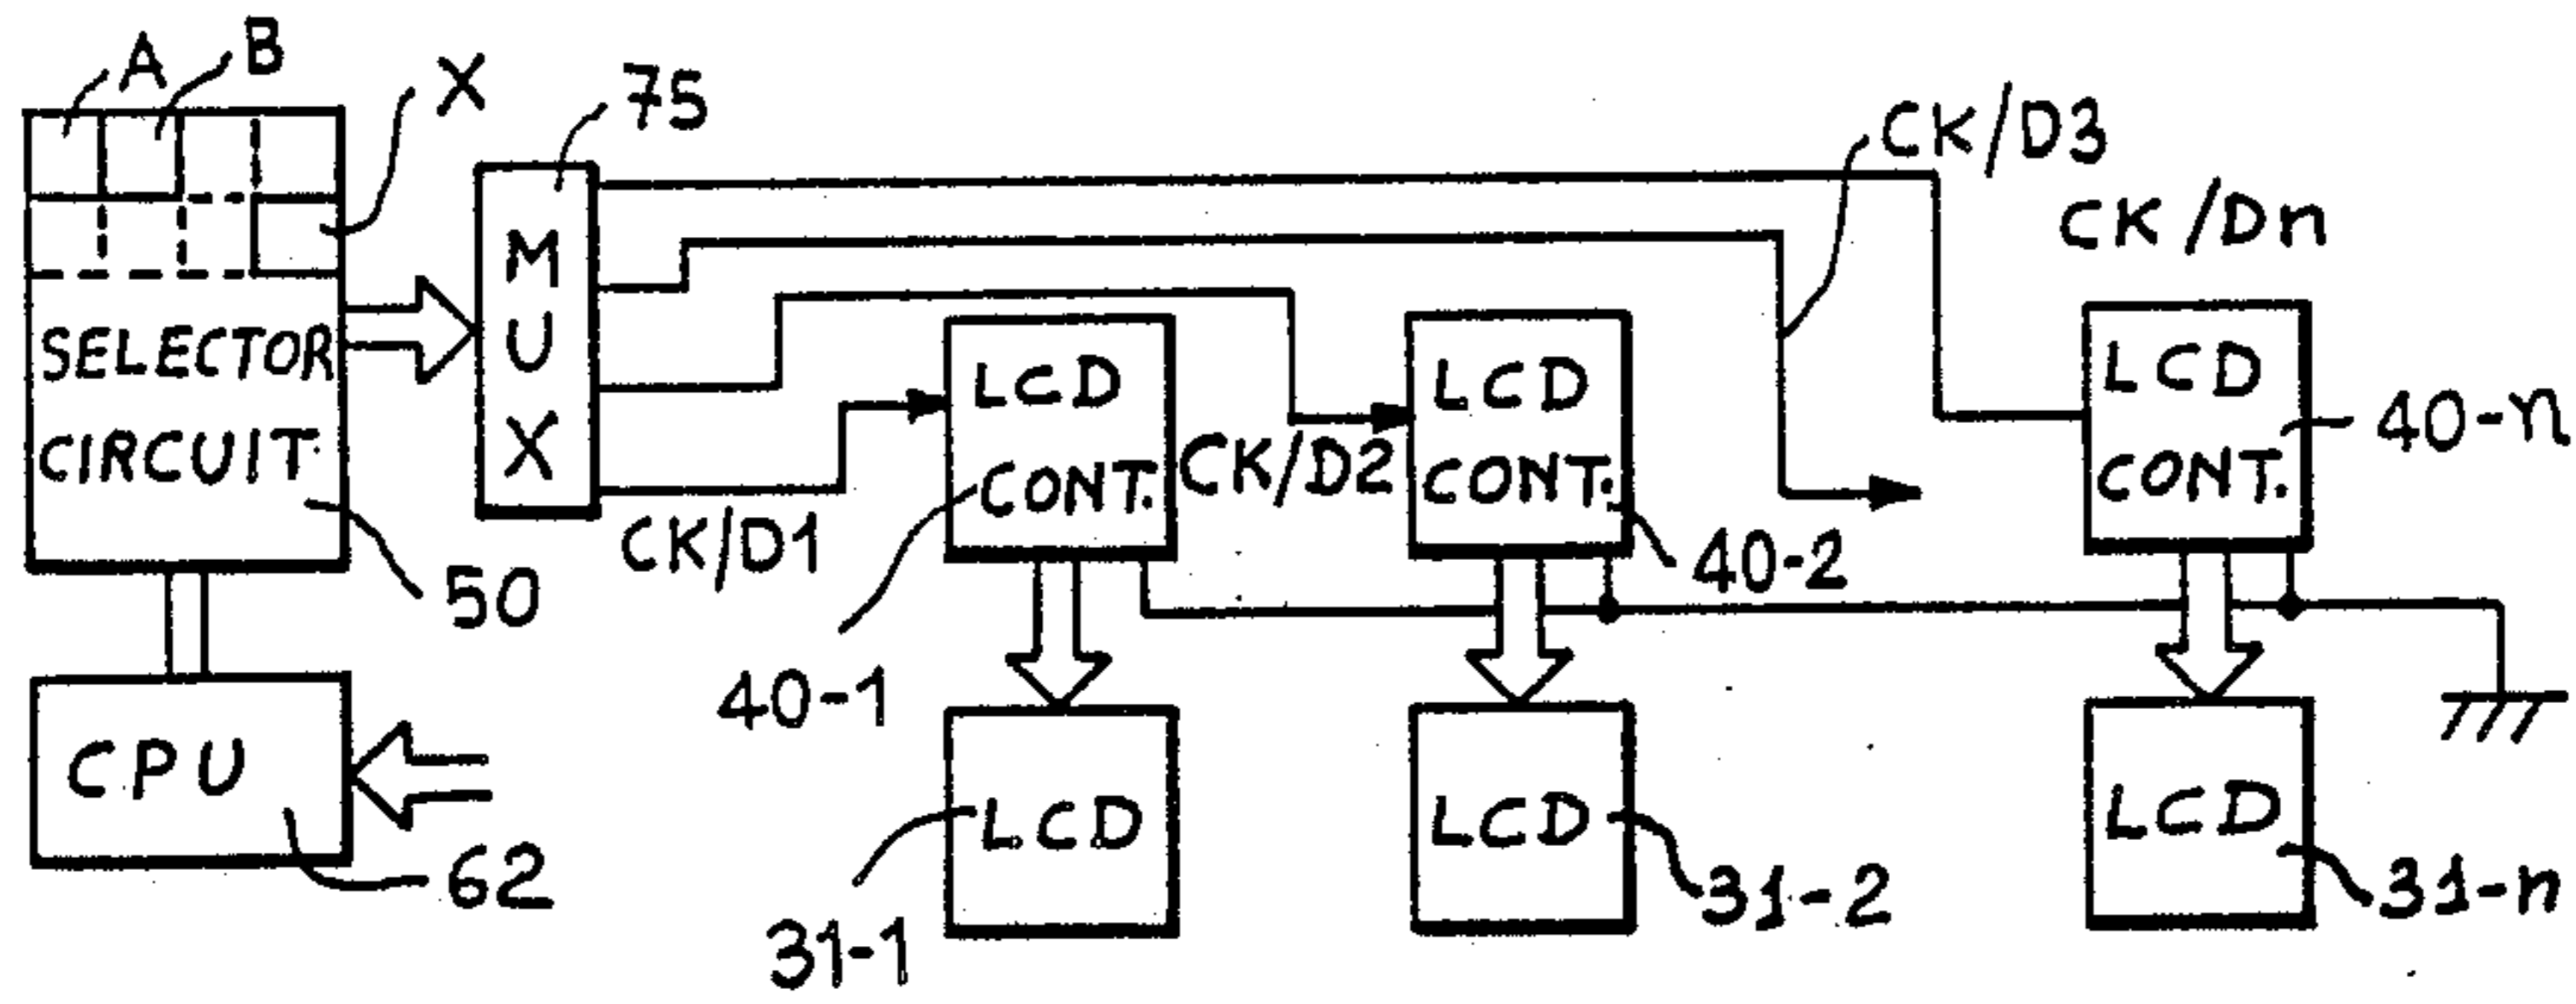 A
B
X
75
CK/D3
CK/Dn
MUX
SELECTOR
CIRCUIT
50
CK/D1
LCD
CONT.
40-1
CK/D2
LCD
CONT.
40-2
LCD
CONT.
40-n
CPU
62
LCD
31-1
LCD
31-2
LCD
31-n